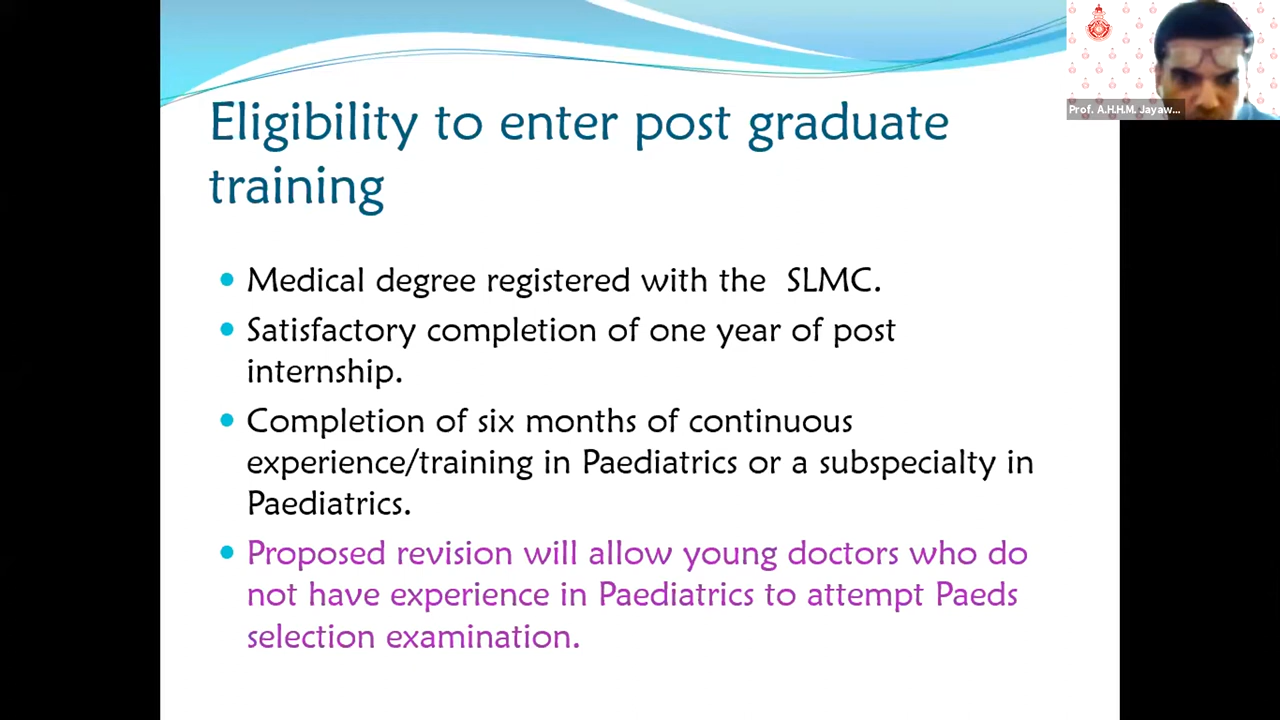 Eligibility to enter post graduate
training
Medical degree registered with the SLMC.
Satisfactory completion of one year of post
internship.
Completion of six months of continuous
experience/training in Paediatrics or a subspecialty in
Paediatrics.
Proposed revision will allow young doctors who do
not have experience in Paediatrics to attempt Paeds
selection examination.
Prof. A.H.H.M. Jayaw...